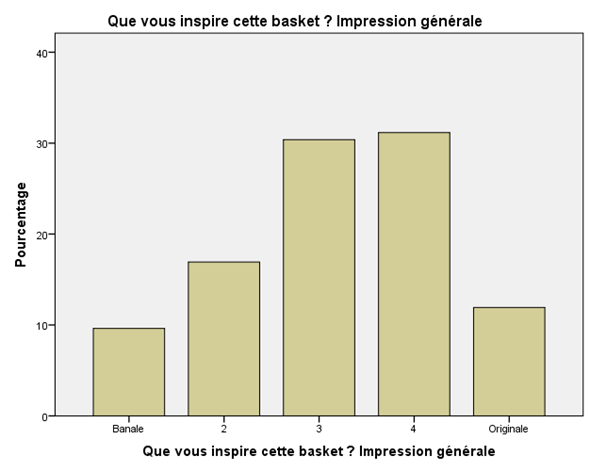 Que vous inspire cette basket ? Impression générale
40
30
20
10
0
Pourcentage
Banale 2 3 4 Originale
Que vous inspire cette basket ? Impression générale